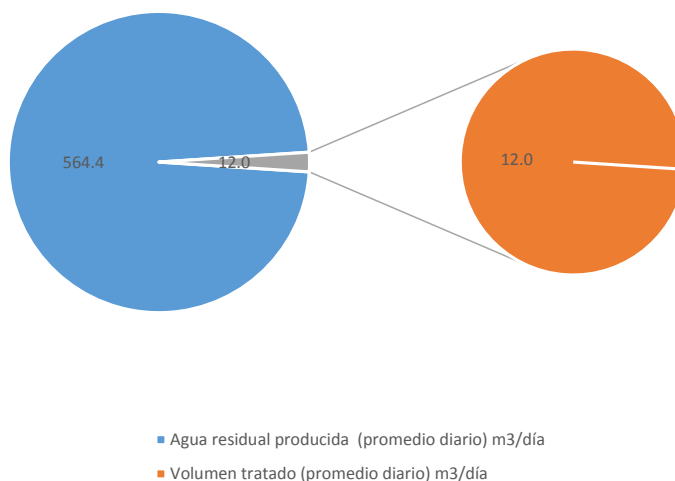 564.4
12.0
12.0
Agua residual producida (promedio diario) m3/día
Volumen tratado (promedio diario) m3/día